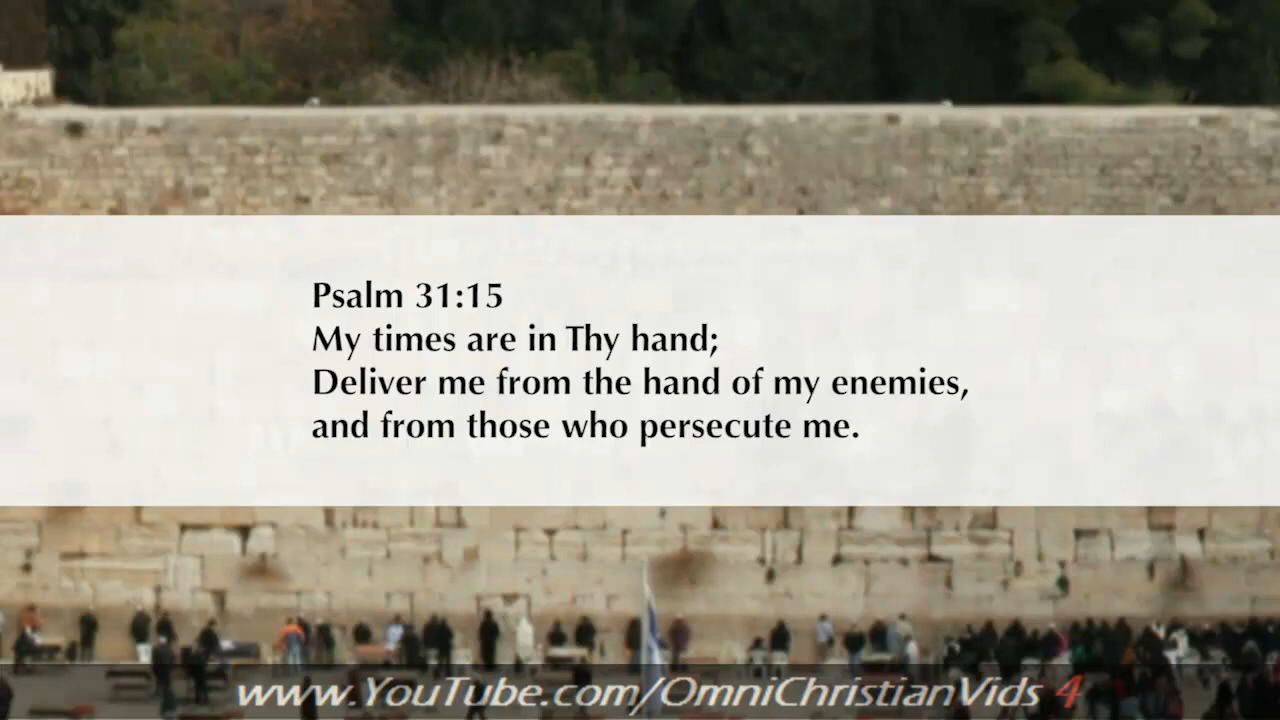 Psalm 31:15
My times are in Thy hand;
Deliver me from the hand of my enemies,
and from those who persecute me.
www.YouTube.com/OmniChristianVids 4